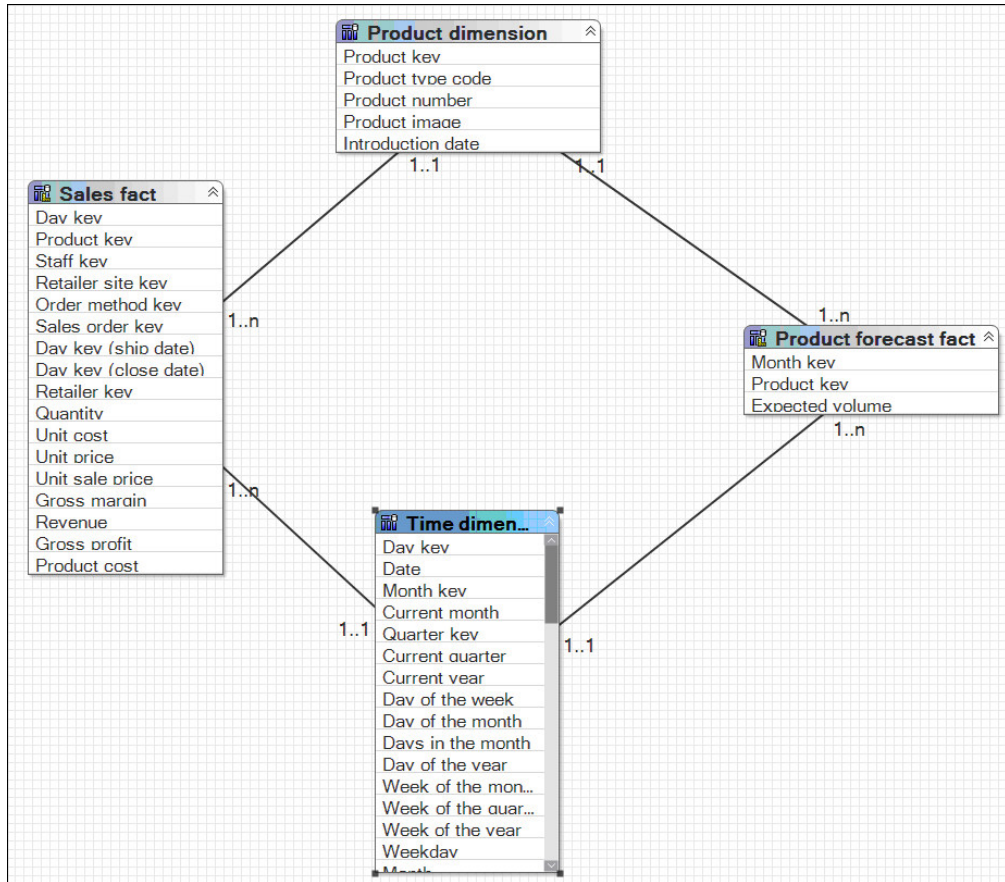 Product dimension
Product key
Product type code
Product number
Product image
Introduction date
1..1
1..1
Sales fact
Day key
Product key
Staff key
Retailer site key
Order method key
Sales order key
Day key (ship date)
Day key (close date)
Retailer key
Quantity
Unit cost
Unit price
Unit sale price
Gross margin
Revenue
Gross profit
Product cost
1..n
1..n
1..n
Product forecast fact
Month key
Product key
Expected volume
1..n
Time dimen...
Day key
Date
Month key
Current month
Quarter key
Current quarter
Current year
Day of the week
Day of the month
Days in the month
Day of the year
Week of the mon...
Week of the quar...
Week of the year
Weekday
Month
1..1
1..1